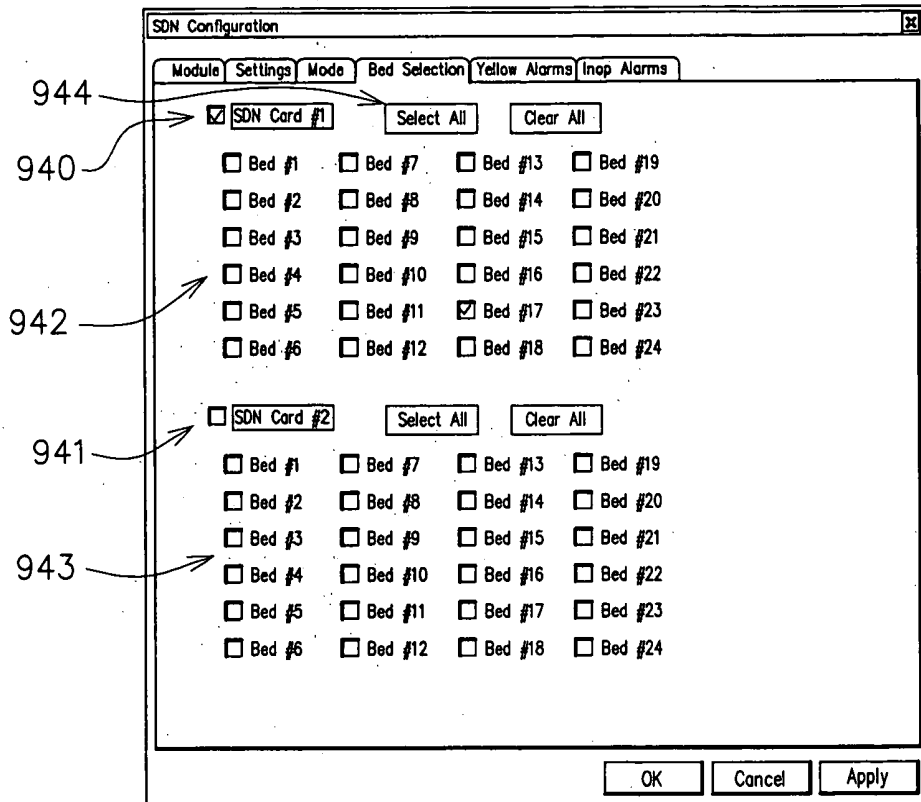 SDN Configuration
Module Settings Mode Bed Selection Yellow Alarms Inop Alarms
944
SDN Card #1 Select All Clear All
940
Bed #1 Bed #7 Bed #13 Bed #19
Bed #2 Bed #8 Bed #14 Bed #20
Bed #3 Bed #9 Bed #15 Bed #21
Bed #4 Bed #10 Bed #16 Bed #22
942
Bed #5 Bed #11 Bed #17 Bed #23
Bed #6 Bed #12 Bed #18 Bed #24
SDN Card #2 Select All Clear All
941
Bed #1 Bed #7 Bed #13 Bed #19
Bed #2 Bed #8 Bed #14 Bed #20
Bed #3 Bed #9 Bed #15 Bed #21
943
Bed #4 Bed #10 Bed #16 Bed #22
Bed #5 Bed #11 Bed #17 Bed #23
Bed #6 Bed #12 Bed #18 Bed #24
OK Cancel Apply